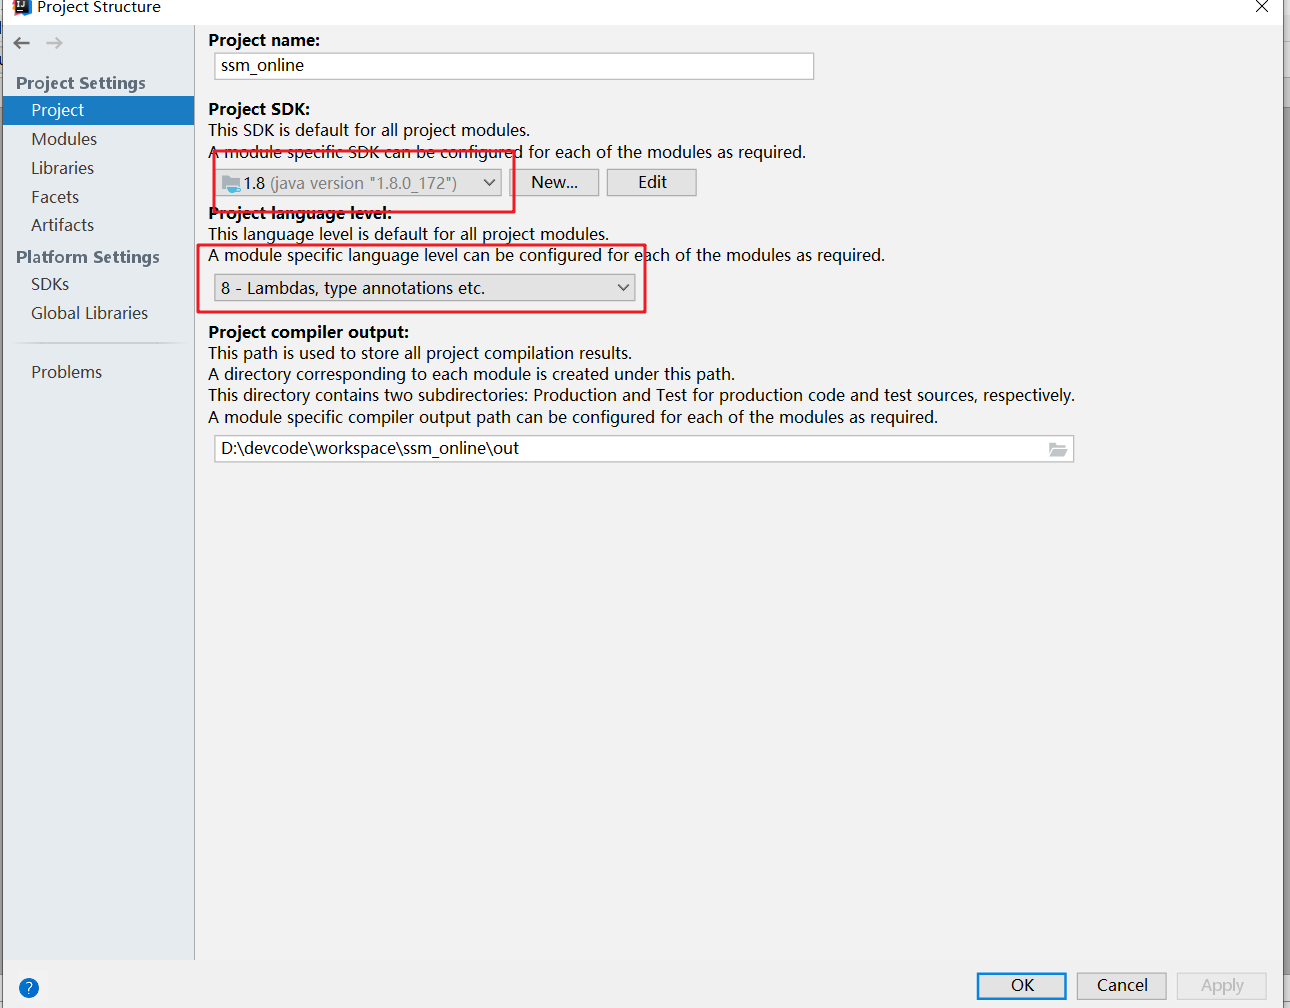 Project Structure
Project Settings
Project
Modules
Libraries
Facets
Artifacts
Platform Settings
SDKs
Global Libraries
Problems
Project name:
ssm_online
Project SDK:
This SDK is default for all project modules.
A module specific SDK can be configured for each of the modules as required.
1.8 (java version "1.8.0_172")
New...
Edit
Project language level:
This language level is default for all project modules.
A module specific language level can be configured for each of the modules as required.
8 - Lambdas, type annotations etc.
Project compiler output:
This path is used to store all project compilation results.
A directory corresponding to each module is created under this path.
This directory contains two subdirectories: Production and Test for production code and test sources, respectively.
A module specific compiler output path can be configured for each of the modules as required.
D:\devcode\workspace\ssm_online\out
?
OK
Cancel
Apply